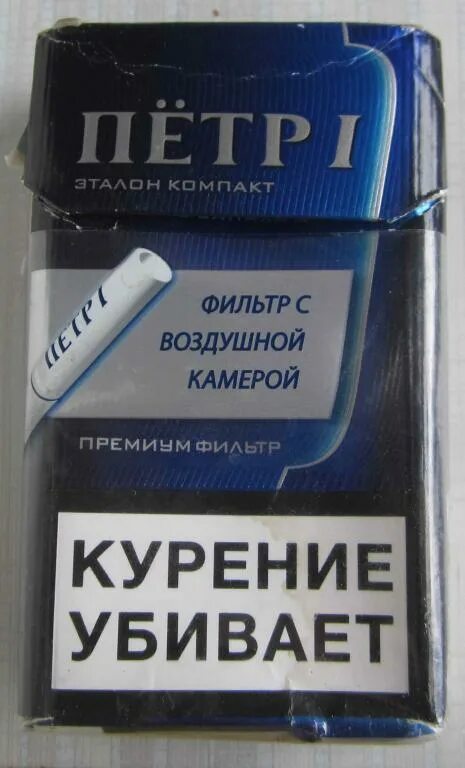 ПЁТР I
ЭТАЛОН КОМПАКТ
ПЁТР I
ФИЛЬТР С
ВОЗДУШНОЙ
КАМЕРОЙ
ПРЕМИУМ ФИЛЬТР
КУРЕНИЕ
УБИВАЕТ